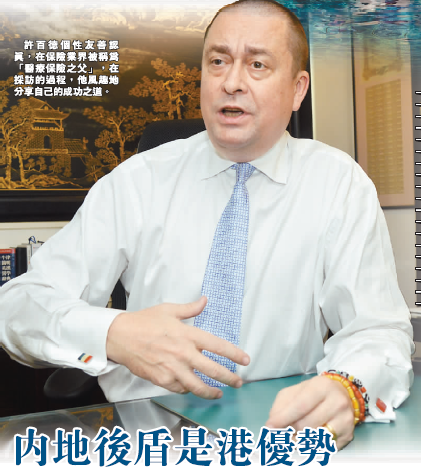 許百德個性友善認
真，在保險業界被稱為
「醫療保險之父」，在
採訪的過程，他風趣地
分享自己的成功之道。
內地後盾是港優勢